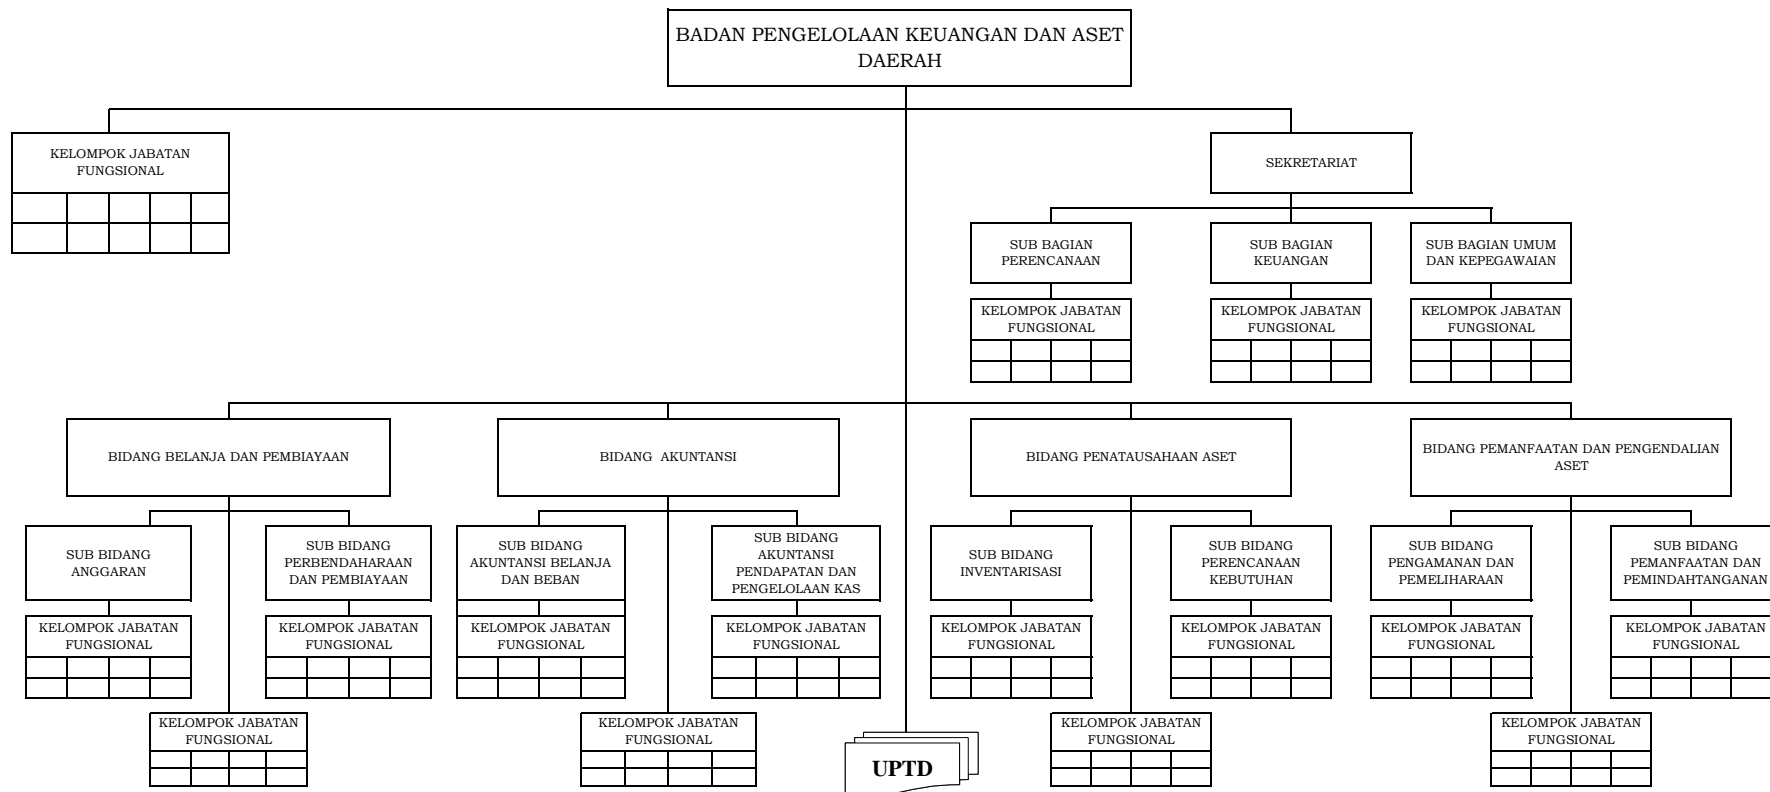 BADAN PENGELOLAAN KEUANGAN DAN ASET
DAERAH
KELOMPOK JABATAN
FUNGSIONAL
SEKRETARIAT
SUB BAGIAN
PERENCANAAN
SUB BAGIAN
KEUANGAN
SUB BAGIAN UMUM
DAN KEPEGAWAIAN
KELOMPOK JABATAN
FUNGSIONAL
KELOMPOK JABATAN
FUNGSIONAL
KELOMPOK JABATAN
FUNGSIONAL
BIDANG BELANJA DAN PEMBIAYAAN
BIDANG AKUNTANSI
BIDANG PENATAUSAHAAN ASET
BIDANG PEMANFAATAN DAN PENGENDALIAN
ASET
SUB BIDANG
ANGGARAN
SUB BIDANG
PERBENDAHARAAN
DAN PEMBIAYAAN
SUB BIDANG
AKUNTANSI BELANJA
DAN BEBAN
SUB BIDANG
AKUNTANSI
PENDAPATAN DAN
PENGELOLAAN KAS
SUB BIDANG
INVENTARISASI
SUB BIDANG
PERENCANAAN
KEBUTUHAN
SUB BIDANG
PENGAMANAN DAN
PEMELIHARAAN
SUB BIDANG
PEMANFAATAN DAN
PEMINDAHTANGANAN
KELOMPOK JABATAN
FUNGSIONAL
KELOMPOK JABATAN
FUNGSIONAL
KELOMPOK JABATAN
FUNGSIONAL
KELOMPOK JABATAN
FUNGSIONAL
KELOMPOK JABATAN
FUNGSIONAL
KELOMPOK JABATAN
FUNGSIONAL
KELOMPOK JABATAN
FUNGSIONAL
KELOMPOK JABATAN
FUNGSIONAL
KELOMPOK JABATAN
FUNGSIONAL
KELOMPOK JABATAN
FUNGSIONAL
UPTD
KELOMPOK JABATAN
FUNGSIONAL
KELOMPOK JABATAN
FUNGSIONAL